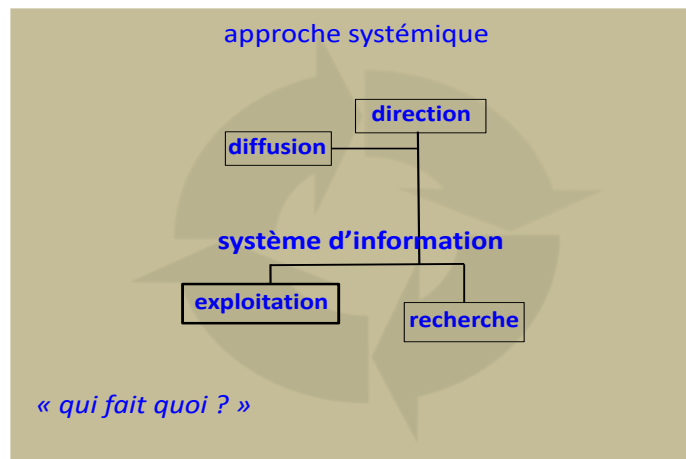 approche systémique
direction
diffusion
système d’information
exploitation
recherche
« qui fait quoi ? »